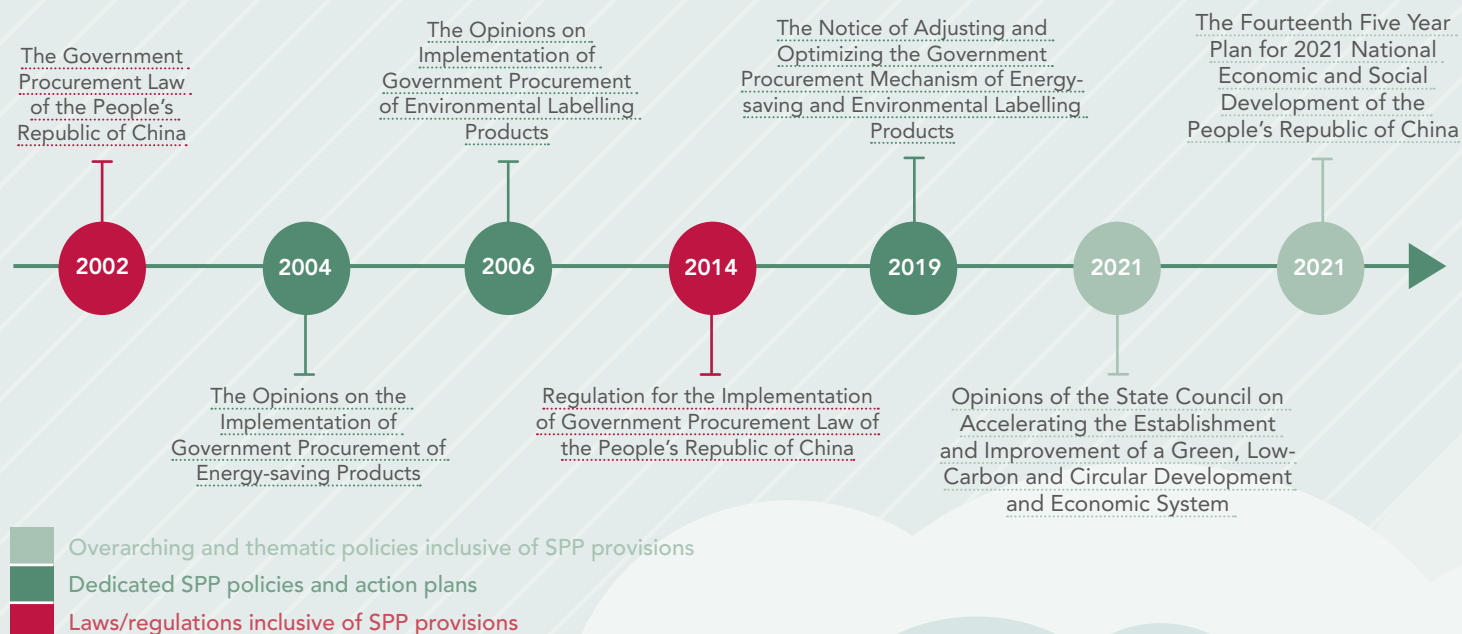 The Government
Procurement Law
of the People's
Republic of China
The Opinions on
Implementation of
Government Procurement
of Environmental Labelling
Products
The Notice of Adjusting and
Optimizing the Government
Procurement Mechanism of Energy-
saving and Environmental Labelling
Products
The Fourteenth Five Year
Plan for 2021 National
Economic and Social
Development of the
People's Republic of China
2002
2004
2006
2014
2019
2021
2021
The Opinions on the
Implementation of
Government Procurement of
Energy-saving Products
Regulation for the Implementation
of Government Procurement Law of
the People's Republic of China
Opinions of the State Council on
Accelerating the Establishment
and Improvement of a Green, Low-
Carbon and Circular Development
and Economic System
Overarching and thematic policies inclusive of SPP provisions
Dedicated SPP policies and action plans
Laws/regulations inclusive of SPP provisions